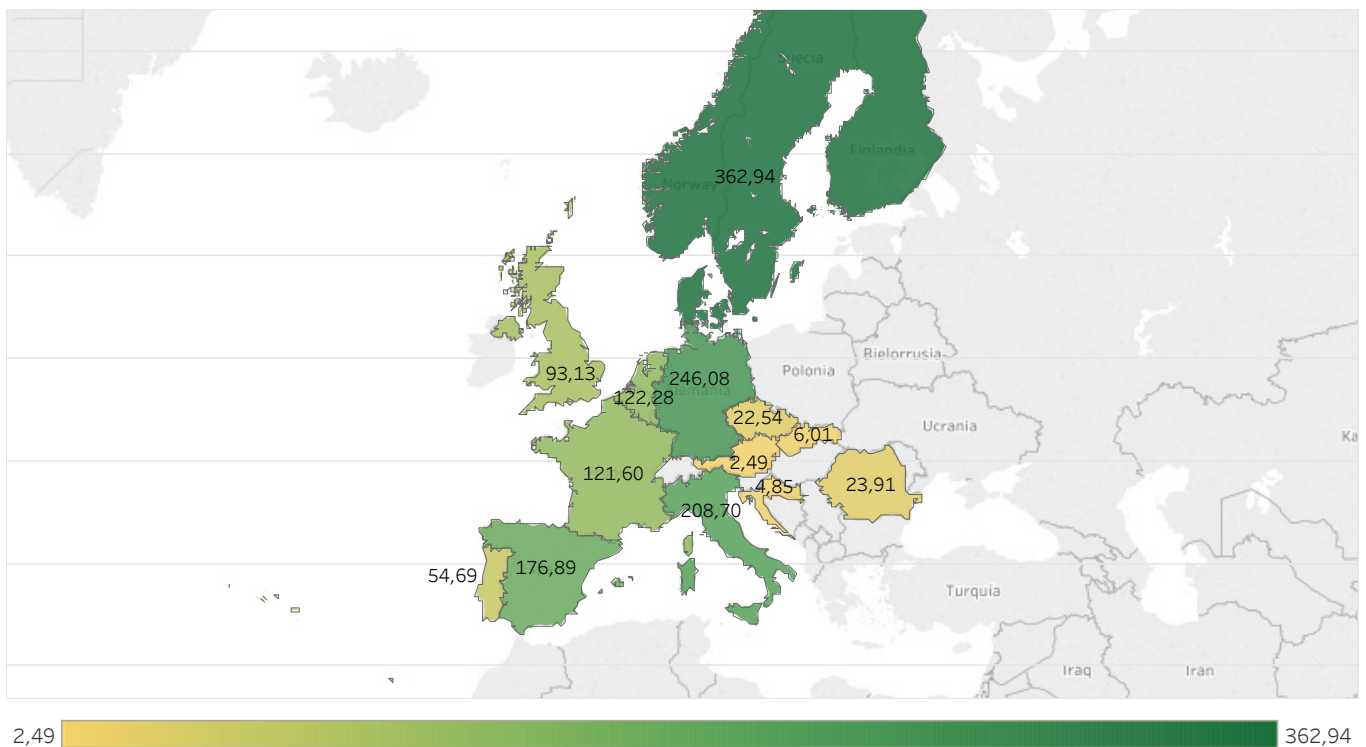 Suecia
Finlandia
Norway
362,94
93,13
246,08
122,28
Alemania
Polonia
Bielorrusia
22,54
6,01
Ucrania
Ka
2,49
121,60
4,85
23,91
208,70
176,89
54,69
Turquía
Iraq
Irán
2,49
362,94